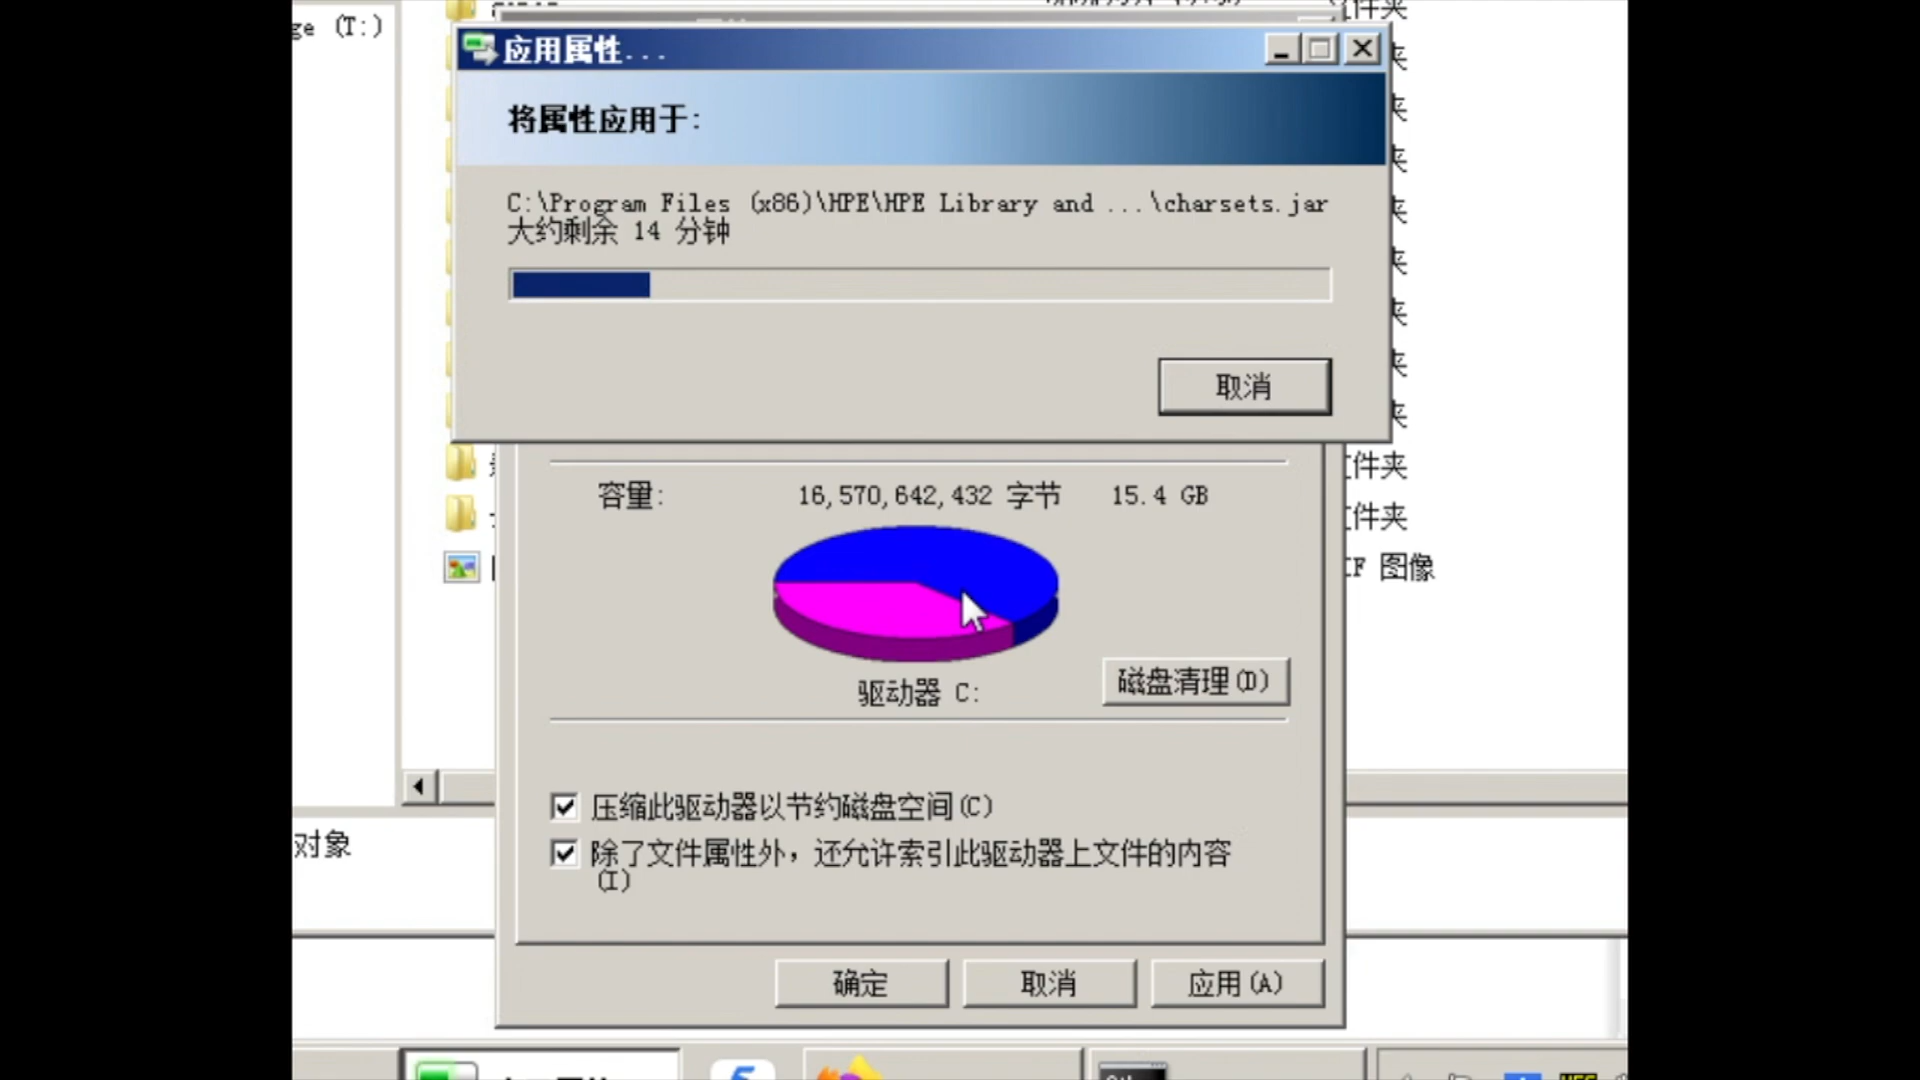 ge (T:)
应用属性...
将属性应用于:
C:\Program Files (x86)\HPE\HPE Library and ...\charsets.jar
大约剩余 14 分钟
取消
容量: 16,570,642,432 字节 15.4 GB
件夹
件夹
IF 图像
驱动器 C:
磁盘清理(D)
压缩此驱动器以节约磁盘空间(C)
除了文件属性外，还允许索引此驱动器上文件的内容
(I)
对象
确定 取消 应用(A)